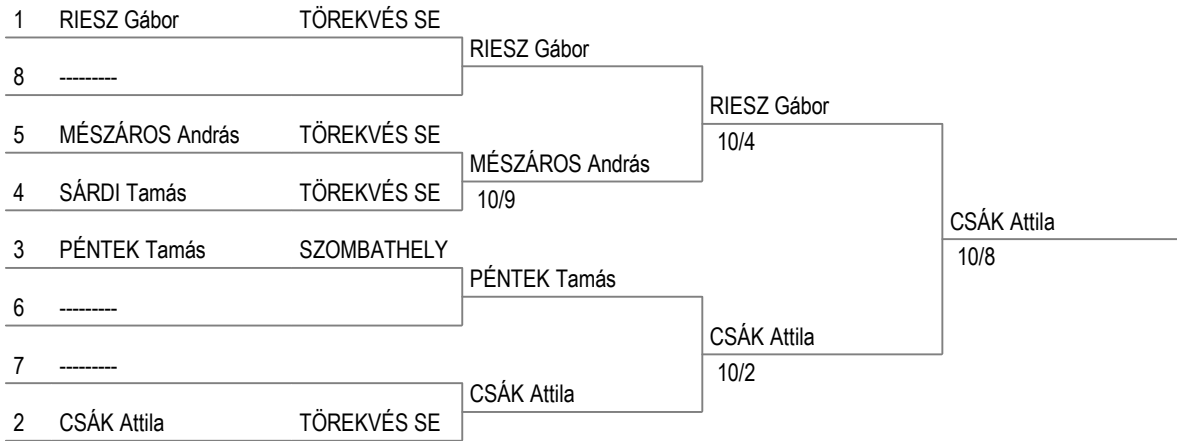 1 RIESZ Gábor TÖREKVÉS SE
RIESZ Gábor
8 ---------
RIESZ Gábor
10/4
5 MÉSZÁROS András TÖREKVÉS SE
MÉSZÁROS András
10/9
4 SÁRDI Tamás TÖREKVÉS SE
CSÁK Attila
10/8
3 PÉNTEK Tamás SZOMBATHELY
PÉNTEK Tamás
6 ---------
CSÁK Attila
10/2
7 ---------
CSÁK Attila
2 CSÁK Attila TÖREKVÉS SE